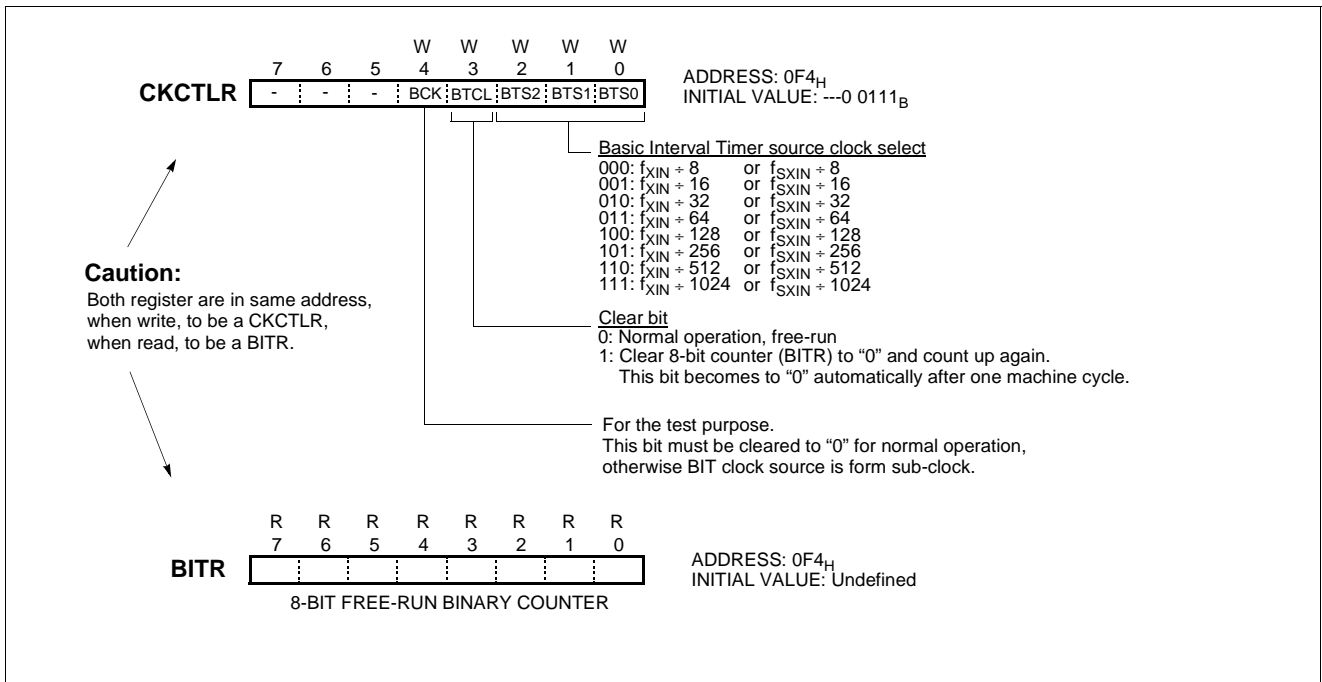 W W W W W
7 6 5 4 3 2 1 0
CKCTLR - - - BCK BTCL BTS2 BTS1 BTS0
ADDRESS: 0F4H
INITIAL VALUE: ---0 0111B
Basic Interval Timer source clock select
000: fXIN ÷ 8 or fSXIN ÷ 8
001: fXIN ÷ 16 or fSXIN ÷ 16
010: fXIN ÷ 32 or fSXIN ÷ 32
011: fXIN ÷ 64 or fSXIN ÷ 64
100: fXIN ÷ 128 or fSXIN ÷ 128
101: fXIN ÷ 256 or fSXIN ÷ 256
110: fXIN ÷ 512 or fSXIN ÷ 512
111: fXIN ÷ 1024 or fSXIN ÷ 1024
Caution:
Both register are in same address,
when write, to be a CKCTLR,
when read, to be a BITR.
Clear bit
0: Normal operation, free-run
1: Clear 8-bit counter (BITR) to “0” and count up again.
This bit becomes to “0” automatically after one machine cycle.
For the test purpose.
This bit must be cleared to “0” for normal operation,
otherwise BIT clock source is form sub-clock.
R R R R R R R R
7 6 5 4 3 2 1 0
BITR
ADDRESS: 0F4H
INITIAL VALUE: Undefined
8-BIT FREE-RUN BINARY COUNTER